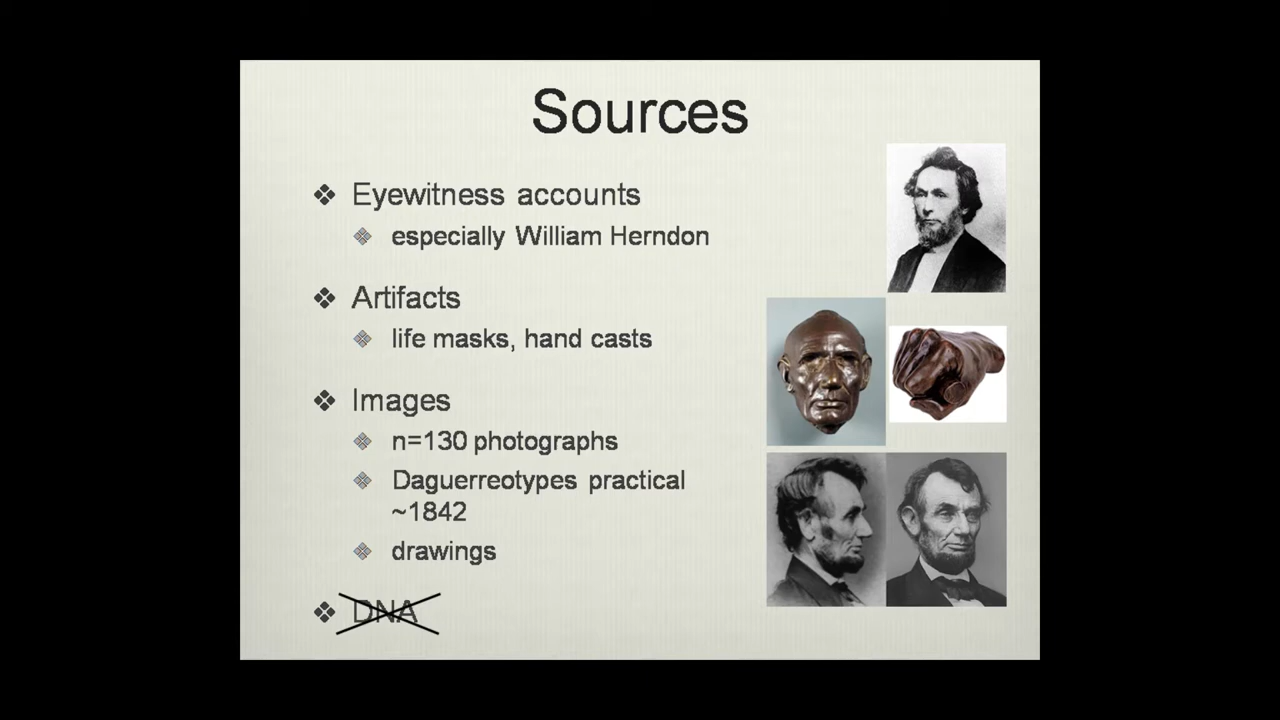 Sources
Eyewitness accounts
especially William Herndon
Artifacts
life masks, hand casts
Images
n=130 photographs
Daguerreotypes practical
~1842
drawings
DNA